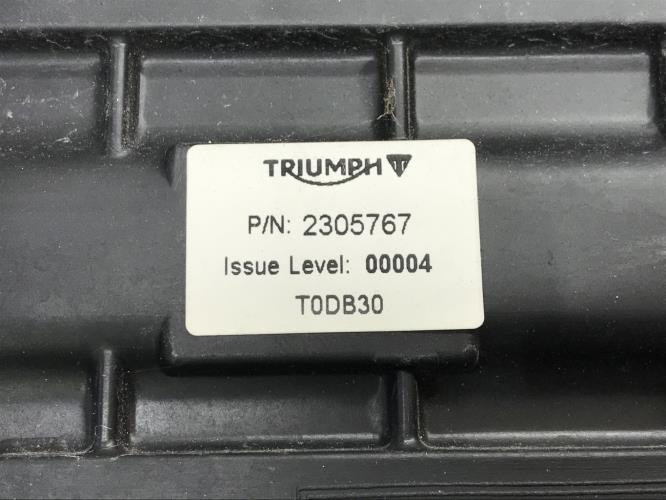 TRIUMPH
P/N: 2305767
Issue Level: 00004
T0DB30